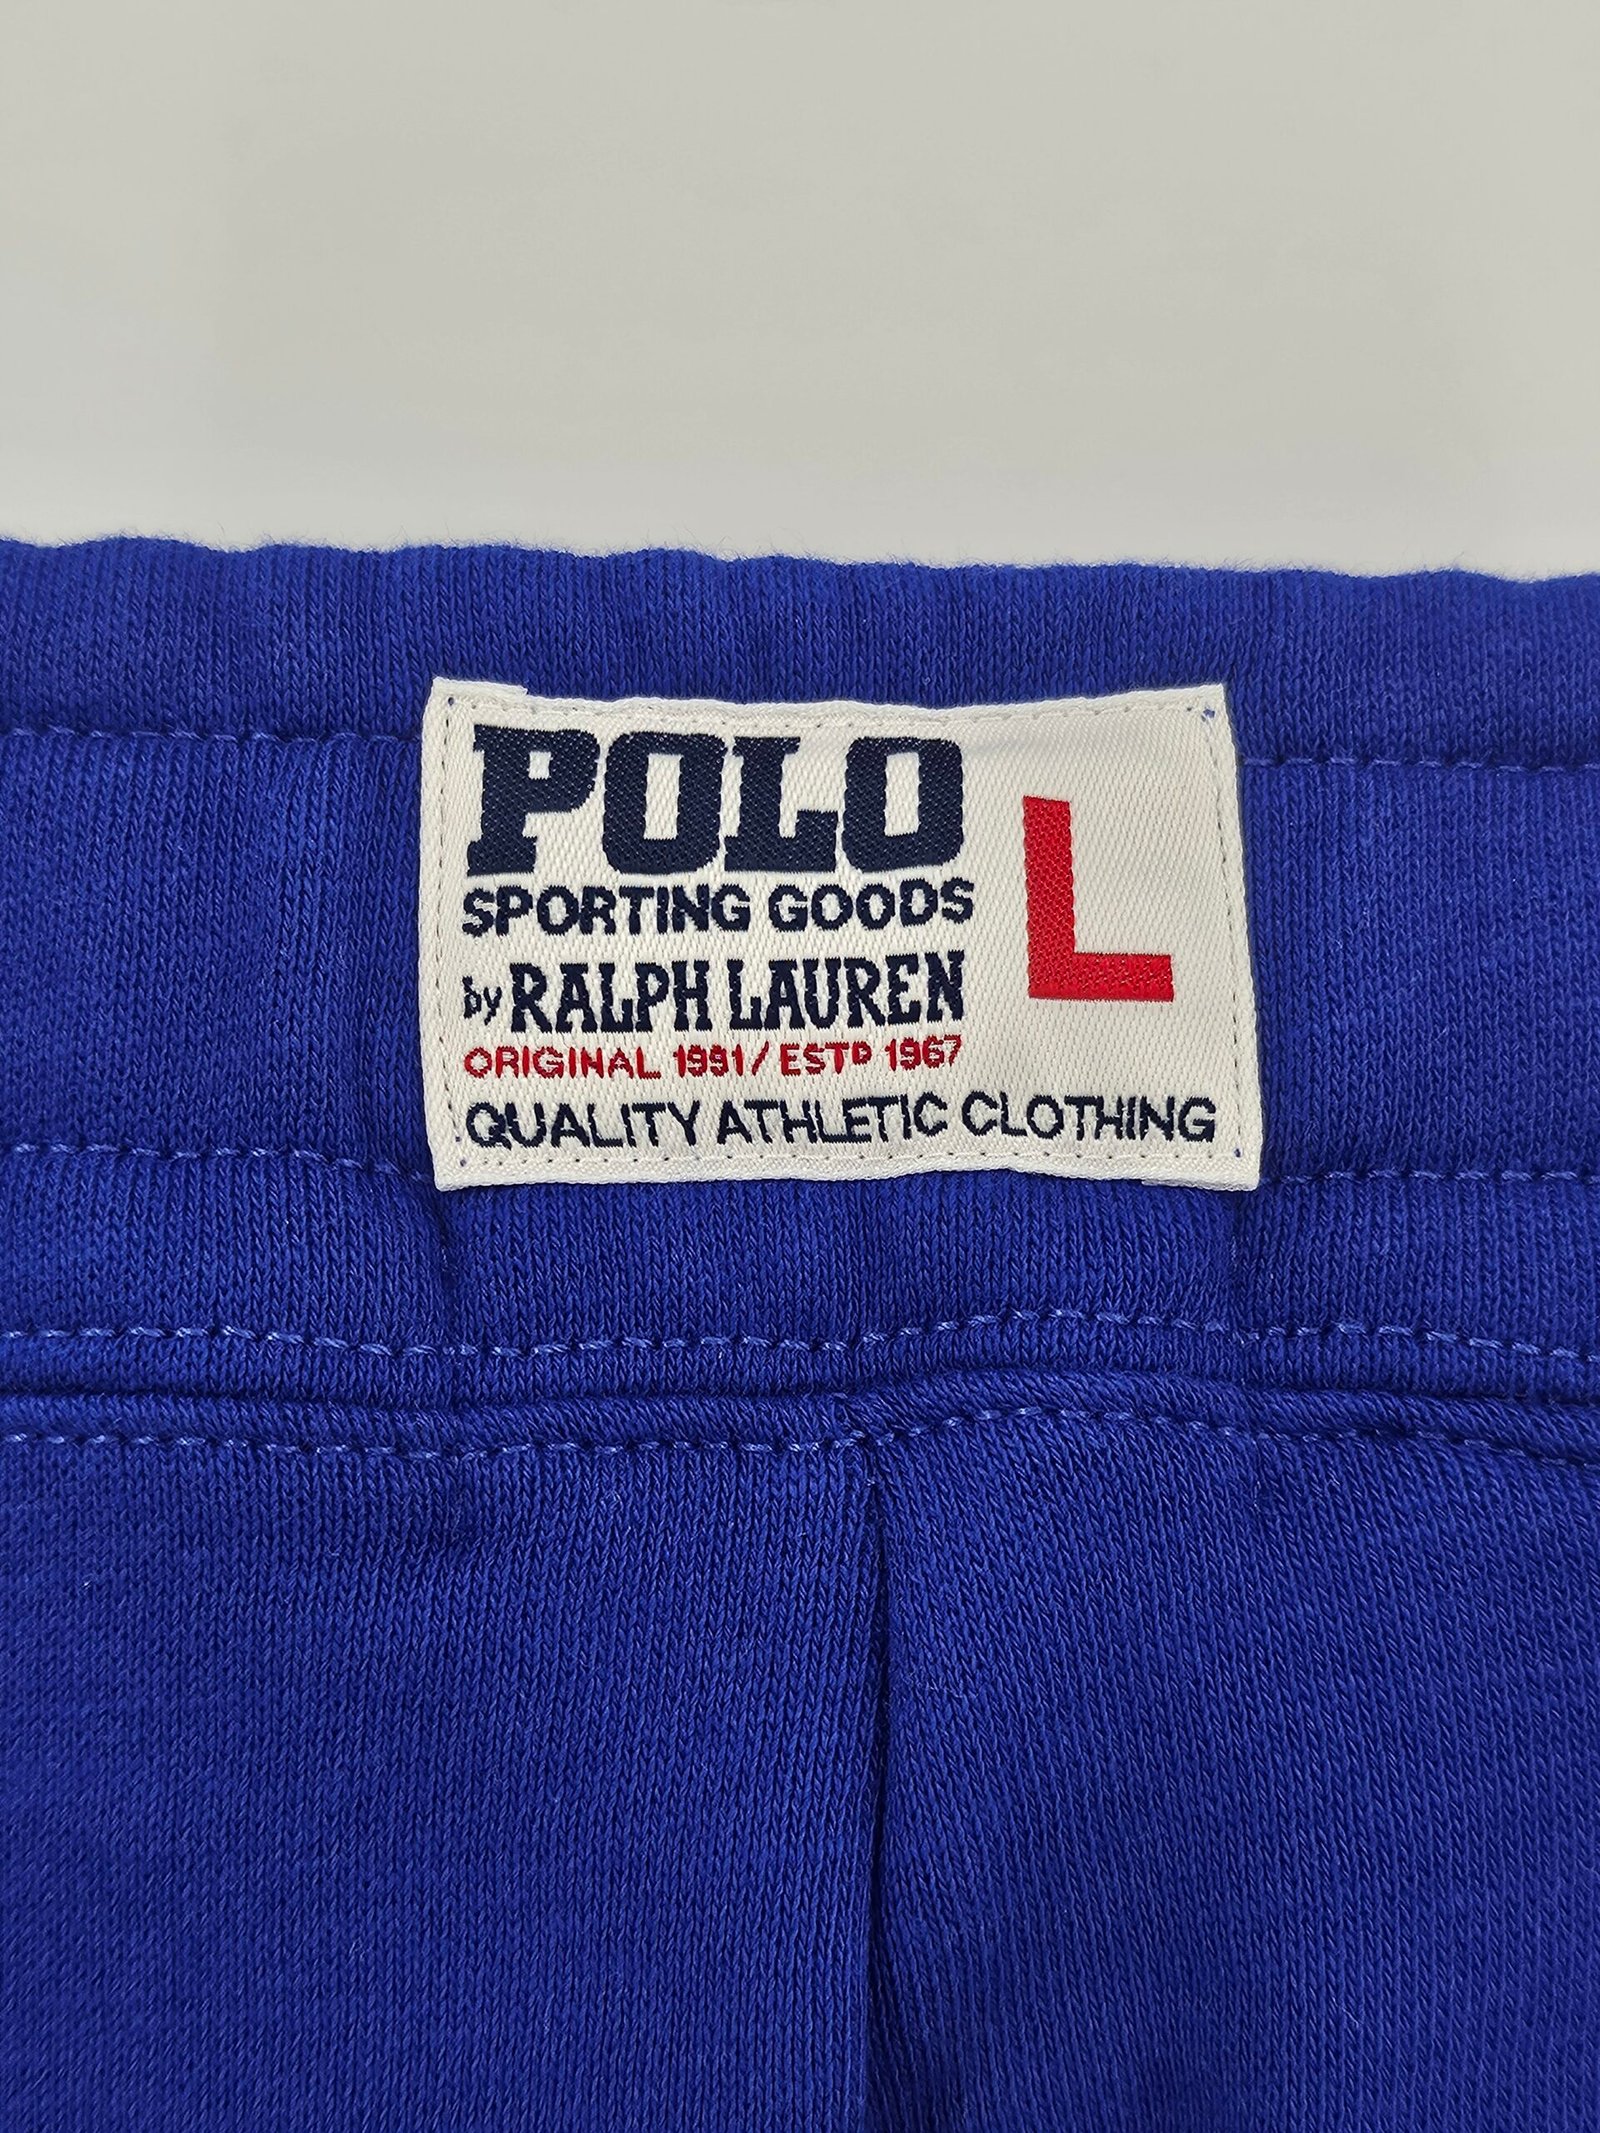 POLO
SPORTING GOODS
by RALPH LAUREN
ORIGINAL 1991/ESTD 1967
QUALITY ATHLETIC CLOTHING
L